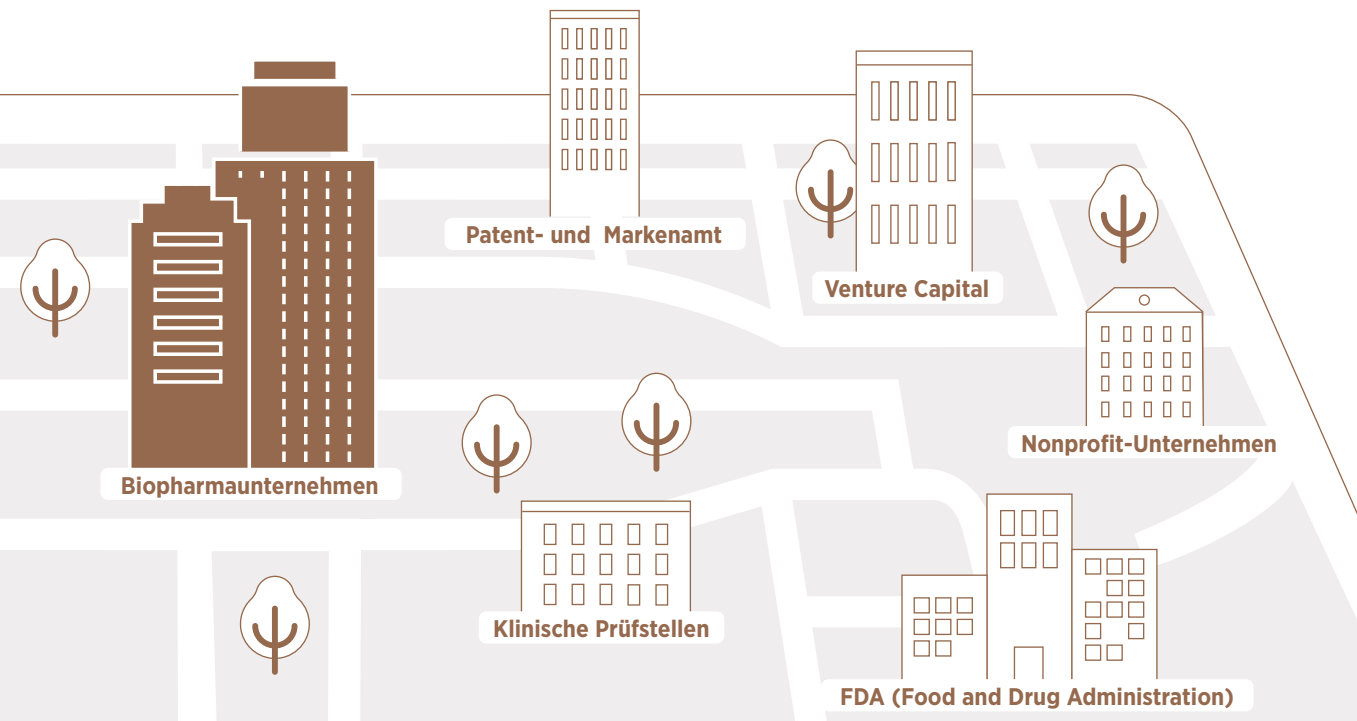 Patent- und Markenamt
Venture Capital
Nonprofit-Unternehmen
Biopharmaunternehmen
Klinische Prüfstellen
FDA (Food and Drug Administration)